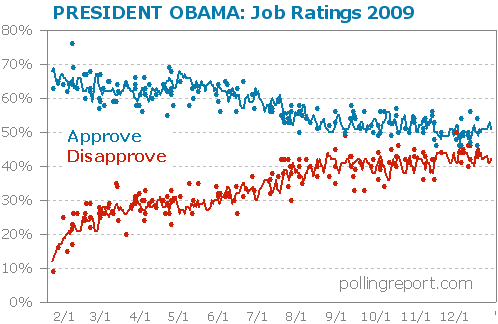 PRESIDENT OBAMA: Job Ratings 2009
80%
70%
60%
50%
Approve
Disapprove
40%
30%
20%
10%
pollingreport.com
0%
2/1 3/1 4/1 5/1 6/1 7/1 8/1 9/1 10/1 11/1 12/1